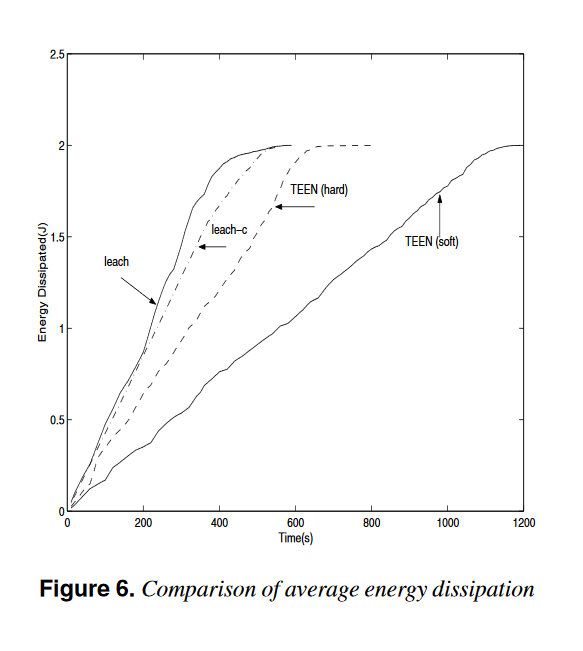 2.5
2
1.5
1
0.5
0
Energy Dissipated(J)
TEEN (hard)
leach–c
TEEN (soft)
leach
0 200 400 600 800 1000 1200
Time(s)
Figure 6. Comparison of average energy dissipation